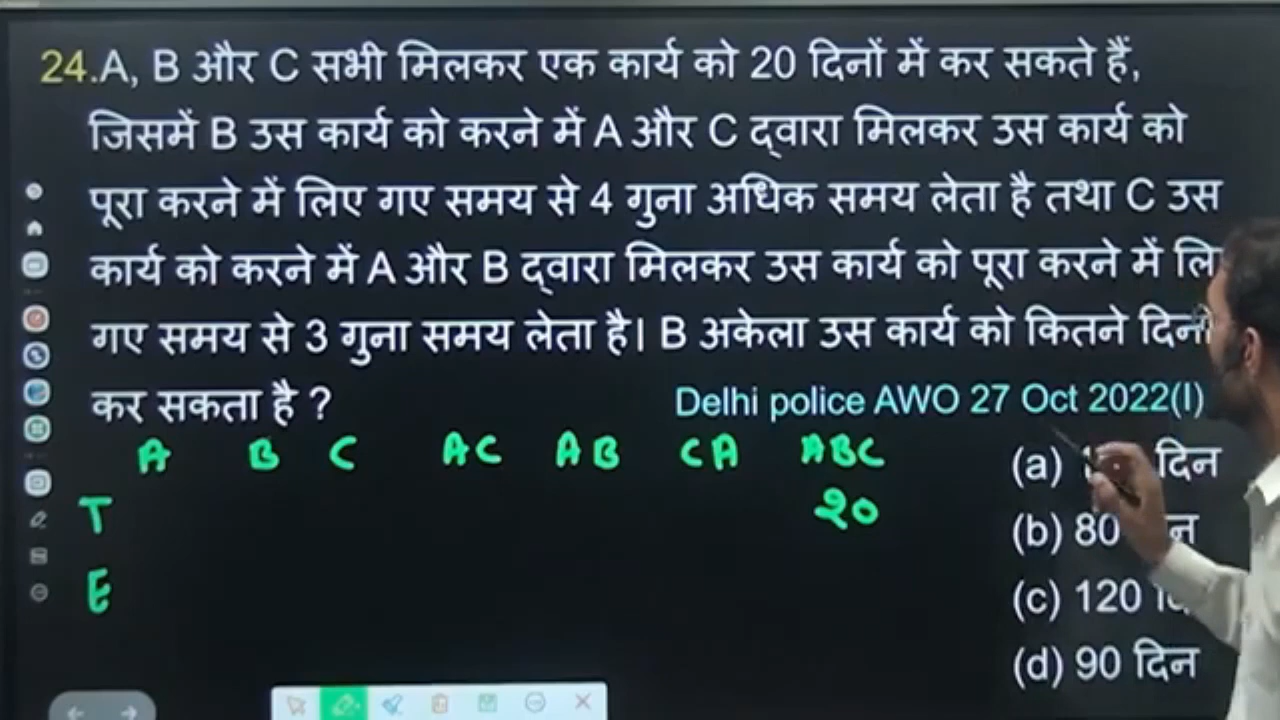 24.A, B और C सभी मिलकर एक कार्य को 20 दिनों में कर सकते हैं,
जिसमें B उस कार्य को करने में A और C द्वारा मिलकर उस कार्य को
पूरा करने में लिए गए समय से 4 गुना अधिक समय लेता है तथा C उस
कार्य को करने में A और B द्वारा मिलकर उस कार्य को पूरा करने में
गए समय से 3 गुना समय लेता है। B अकेला उस कार्य को कितने
कर सकता है ?
Delhi police AWO 27 Oct 2022(I)
A B C AC AB CA ABC
T 20
E
(a) दिन
(b) 80
(c) 120
(d) 90 दिन